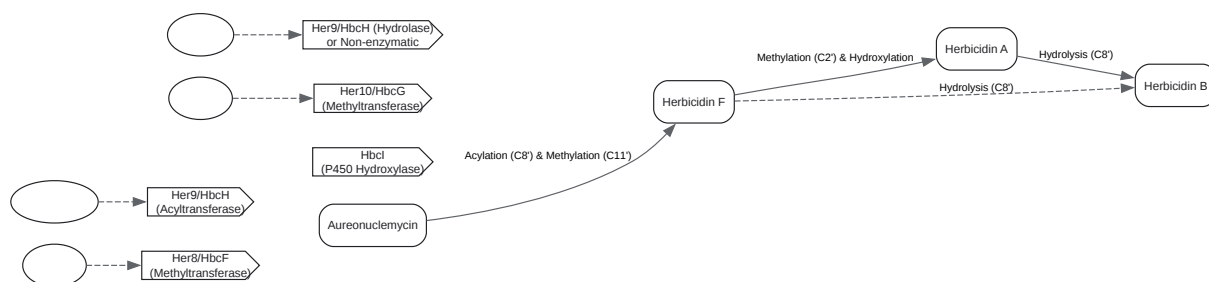 Her9/HbcH (Hydrolase)
or Non-enzymatic
Her10/HbcG
(Methyltransferase)
HbcI
(P450 Hydroxylase)
Her9/HbcH
(Acyltransferase)
Her8/HbcF
(Methyltransferase)
Aureonuclemycin
Acylation (C8') & Methylation (C11')
Herbicidin F
Methylation (C2') & Hydroxylation
Hydrolysis (C8')
Herbicidin A
Hydrolysis (C8')
Herbicidin B